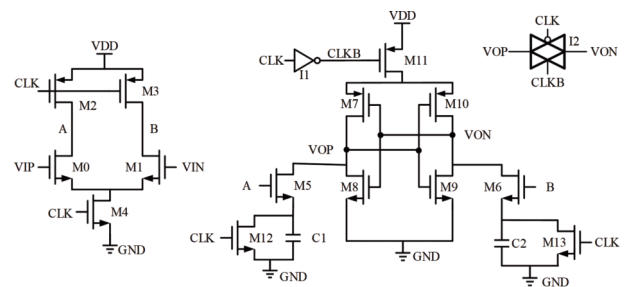 CLK
VDD
I2
VOP
VON
CLKB
VDD
CLK
CLKB
I1
M11
VDD
CLK
M2
M3
M7
M10
A
B
VOP
VON
VIP
M0
M1
VIN
A
M5
M8
M9
M6
B
CLK
M4
CLK
M12
C1
C2
M13
CLK
GND
GND
GND
GND